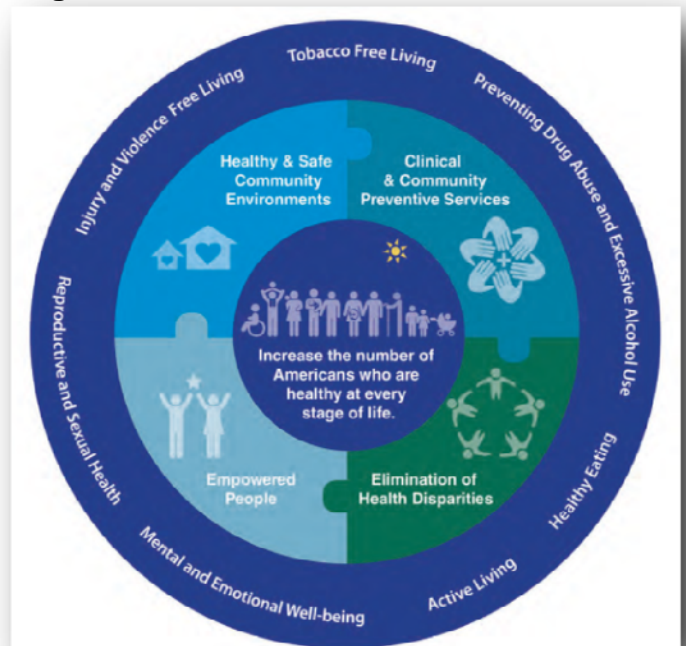 Tobacco Free Living
Preventing Drug Abuse and Excessive Alcohol Use
Healthy Eating
Active Living
Mental and Emotional Well-being
Reproductive and Sexual Health
Injury and Violence Free Living
Healthy & Safe
Community
Environments
Clinical
& Community
Preventive Services
Increase the number of
Americans who are
healthy at every
stage of life.
Empowered
People
Elimination of
Health Disparities